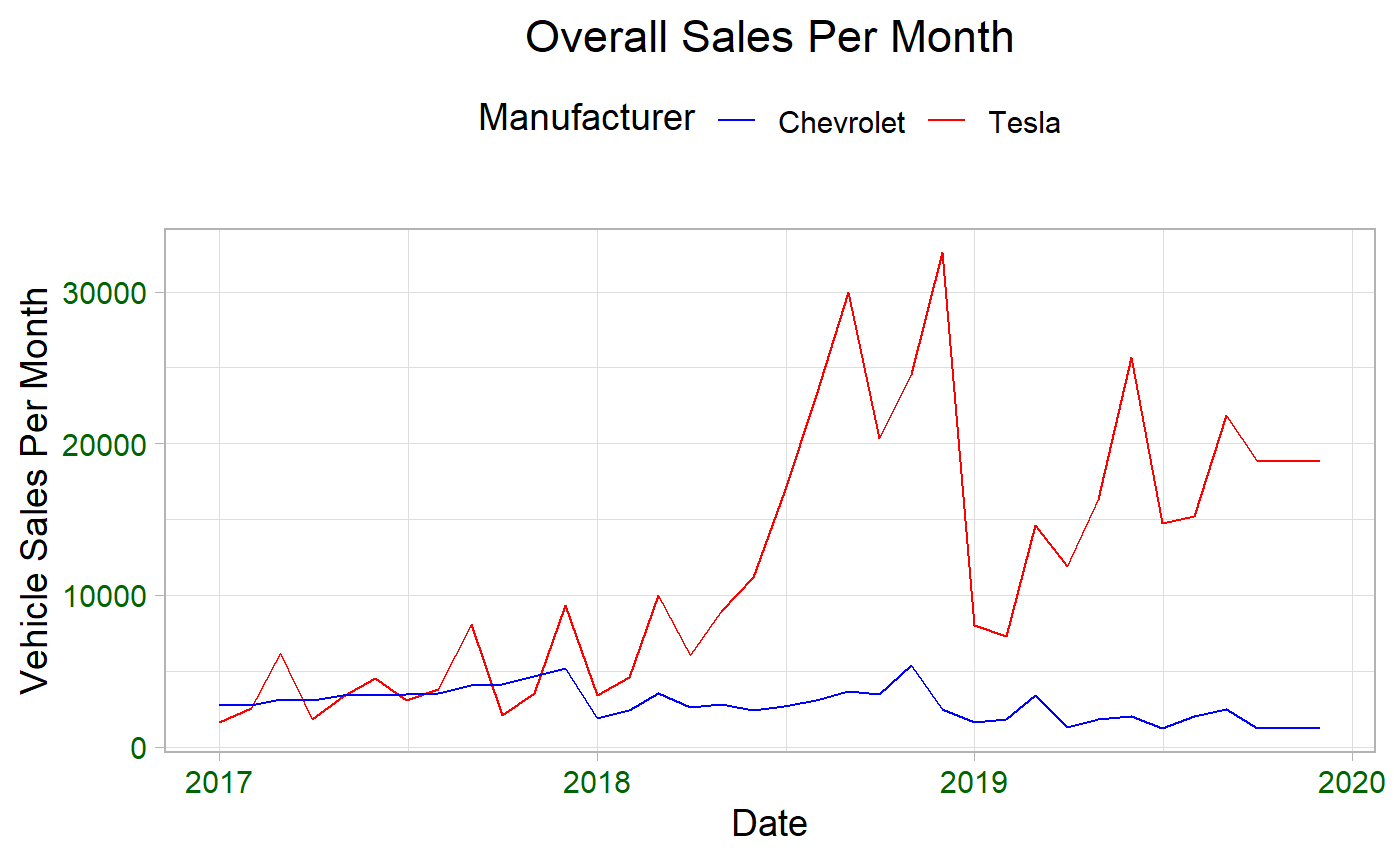 Overall Sales Per Month
Manufacturer Chevrolet Tesla
Vehicle Sales Per Month
30000
20000
10000
0
2017 2018 2019 2020
Date